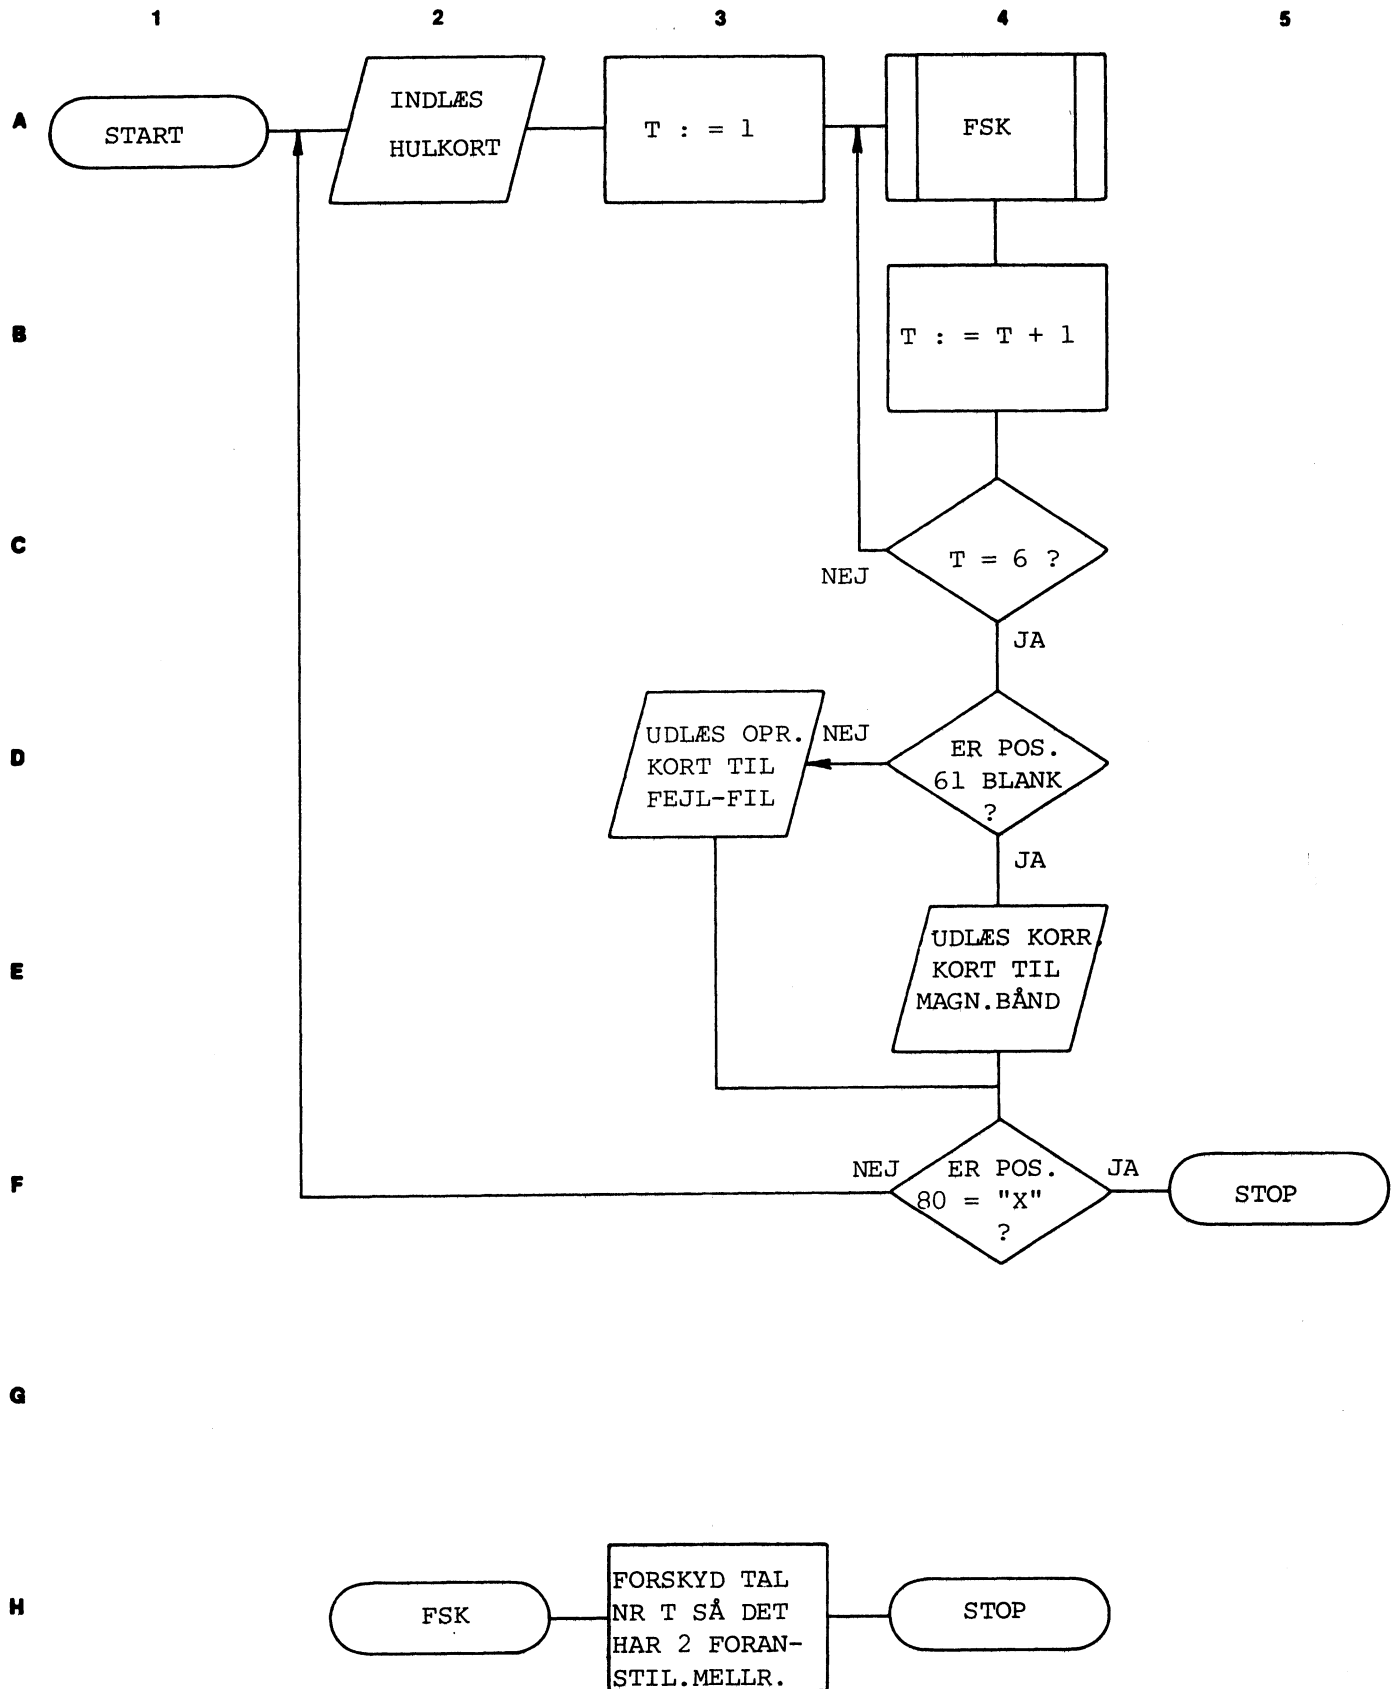 1 2 3 4 5
A
START
INDLÆS
HULKORT
T : = 1
FSK
B
T : = T + 1
C
T = 6 ?
NEJ
JA
D
UDLÆS OPR.
KORT TIL
FEJL-FIL
NEJ
ER POS.
61 BLANK
?
JA
E
UDLÆS KORR.
KORT TIL
MAGN.BÅND
F
NEJ
ER POS.
80 = "X"
?
JA
STOP
G
H
FSK
FORSKYD TAL
NR T SÅ DET
HAR 2 FORAN-
STIL.MELLR.
STOP